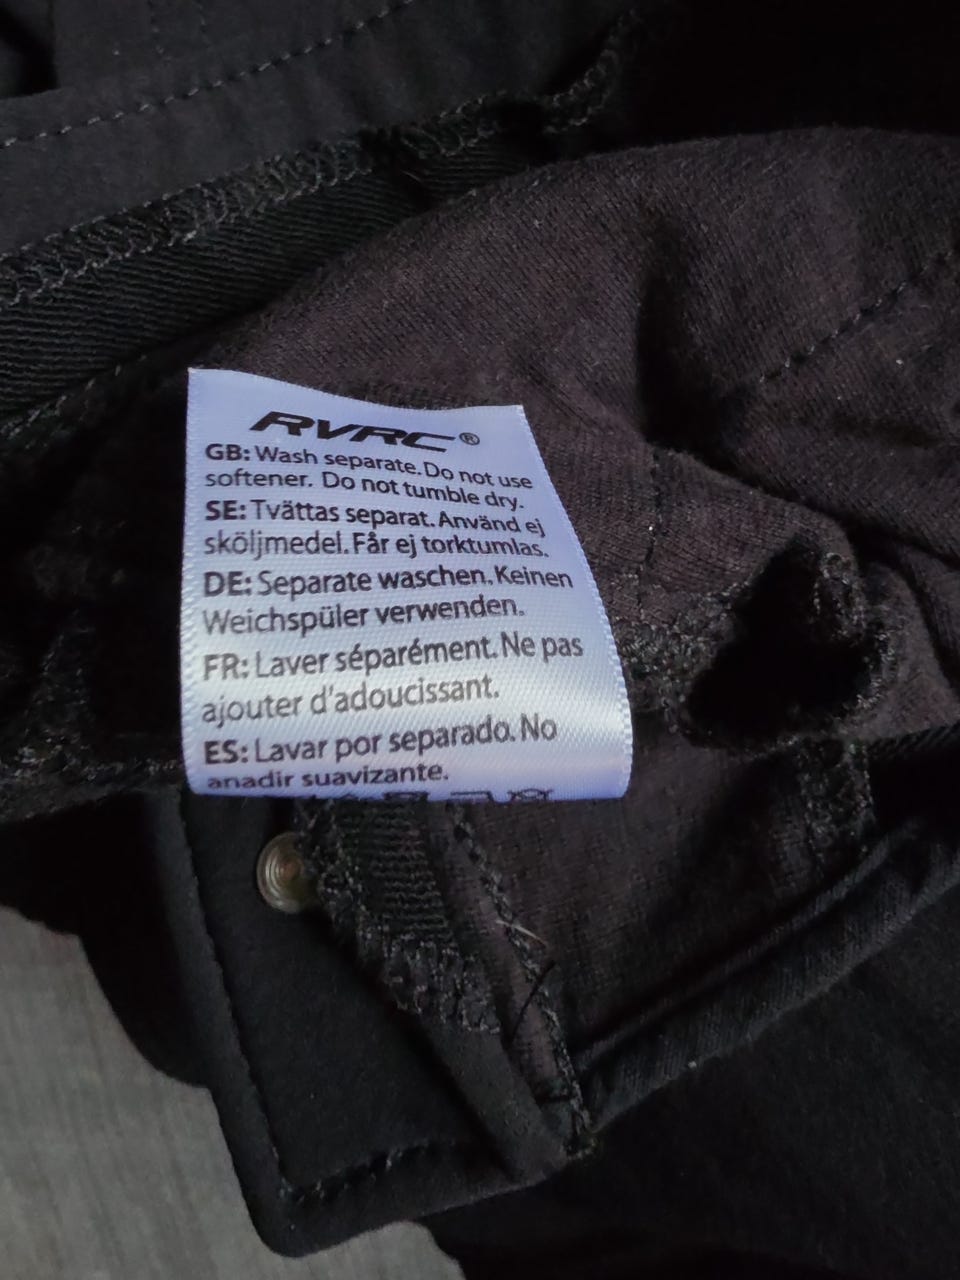 RVRC®
GB: Wash separate. Do not use
softener. Do not tumble dry.
SE: Tvättas separat. Använd ej
sköljmedel. Får ej torktumlas.
DE: Separate waschen. Keinen
Weichspüler verwenden.
FR: Laver séparément. Ne pas
ajouter d'adoucissant.
ES: Lavar por separado. No
anadir suavizante.